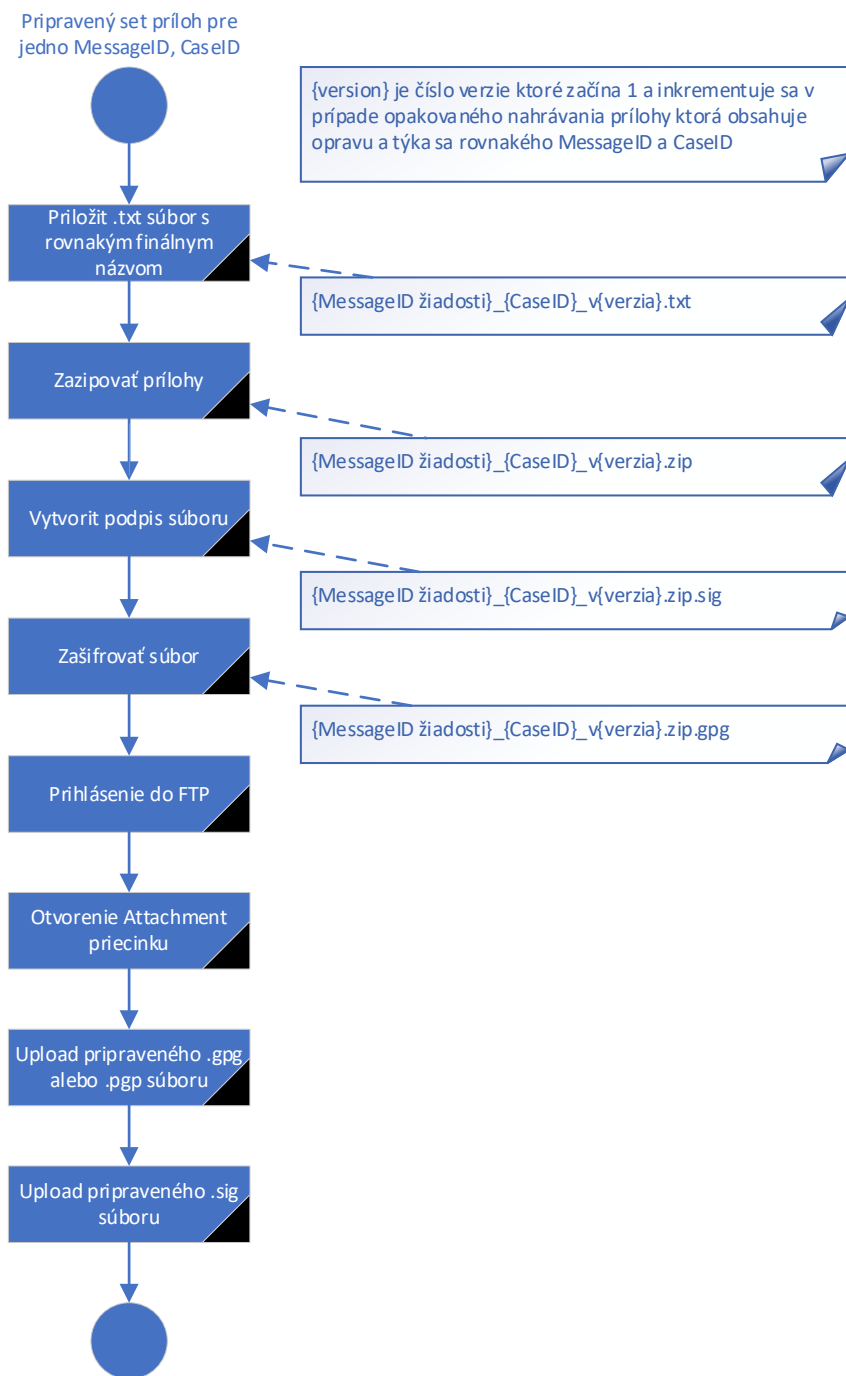 Pripravený set príloh pre
jedno MessageID, CaseID
{version} je číslo verzie ktoré začína 1 a inkrementuje sa v
prípade opakovaného nahrávania prílohy ktorá obsahuje
opravu a týka sa rovnakého MessageID a CaseID
Priložiť .txt súbor s
rovnakým finálnym
názvom
{MessageID žiadosti}_{CaseID}_v{verzia}.txt
Zazipovať prílohy
{MessageID žiadosti}_{CaseID}_v{verzia}.zip
Vytvorit podpis súboru
{MessageID žiadosti}_{CaseID}_v{verzia}.zip.sig
Zašifrovať súbor
{MessageID žiadosti}_{CaseID}_v{verzia}.zip.gpg
Prihlásenie do FTP
Otvorenie Attachment
priecinku
Upload pripraveného .gpg
alebo .pgp súboru
Upload pripraveného .sig
súboru